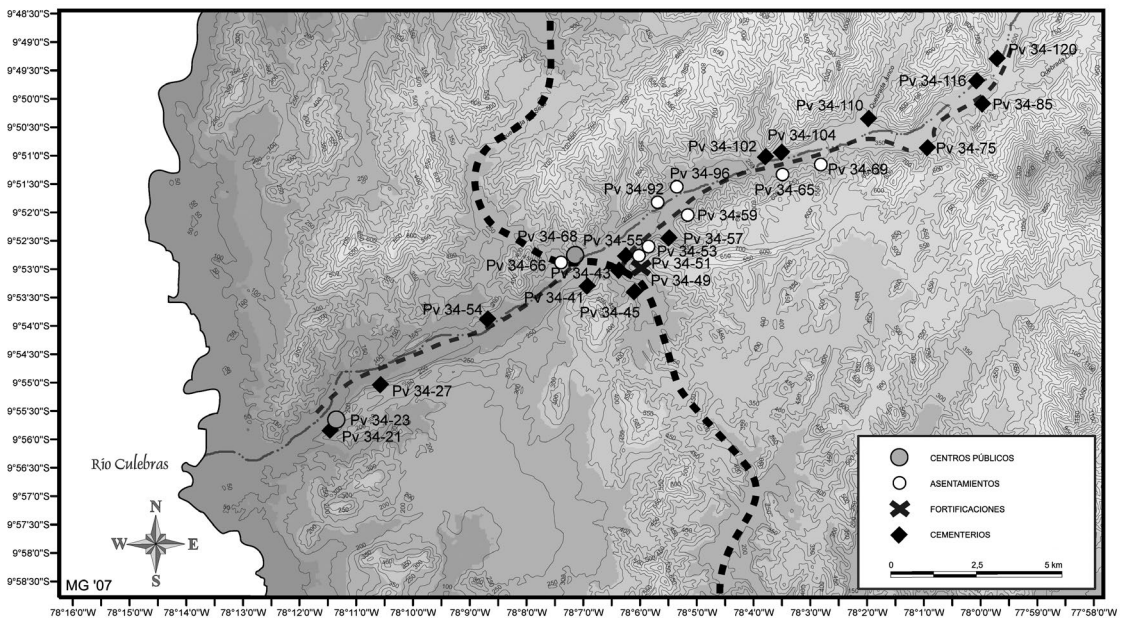 9°48'30"S
9°49'0"S
9°49'30"S
9°50'0"S
9°50'30"S
9°51'0"S
9°51'30"S
9°52'0"S
9°52'30"S
9°53'0"S
9°53'30"S
9°54'0"S
9°54'30"S
9°55'0"S
9°55'30"S
9°56'0"S
9°56'30"S
9°57'0"S
9°57'30"S
9°58'0"S
9°58'30"S
Pv 34-120
Pv 34-116
Pv 34-85
Pv 34-110
Pv 34-104
Pv 34-102
Pv 34-75
Pv 34-96
Pv 34-69
Pv 34-65
Pv 34-92
Pv 34-59
Pv 34-68
Pv 34-55
Pv 34-57
Pv 34-53
Pv 34-66
Pv 34-43
Pv 34-51
Pv 34-49
Pv 34-41
Pv 34-45
Pv 34-54
Pv 34-27
Pv 34-23
Pv 34-21
Río Culebras
N
W E
S
MG '07
CENTROS PÚBLICOS
ASENTAMIENTOS
FORTIFICACIONES
CEMENTERIOS
0 2,5 5 km
78°16'0"W 78°15'0"W 78°14'0"W 78°13'0"W 78°12'0"W 78°11'0"W 78°10'0"W 78°9'0"W 78°8'0"W 78°7'0"W 78°6'0"W 78°5'0"W 78°4'0"W 78°3'0"W 78°2'0"W 78°1'0"W 78°0'0"W 77°59'0"W 77°58'0"W